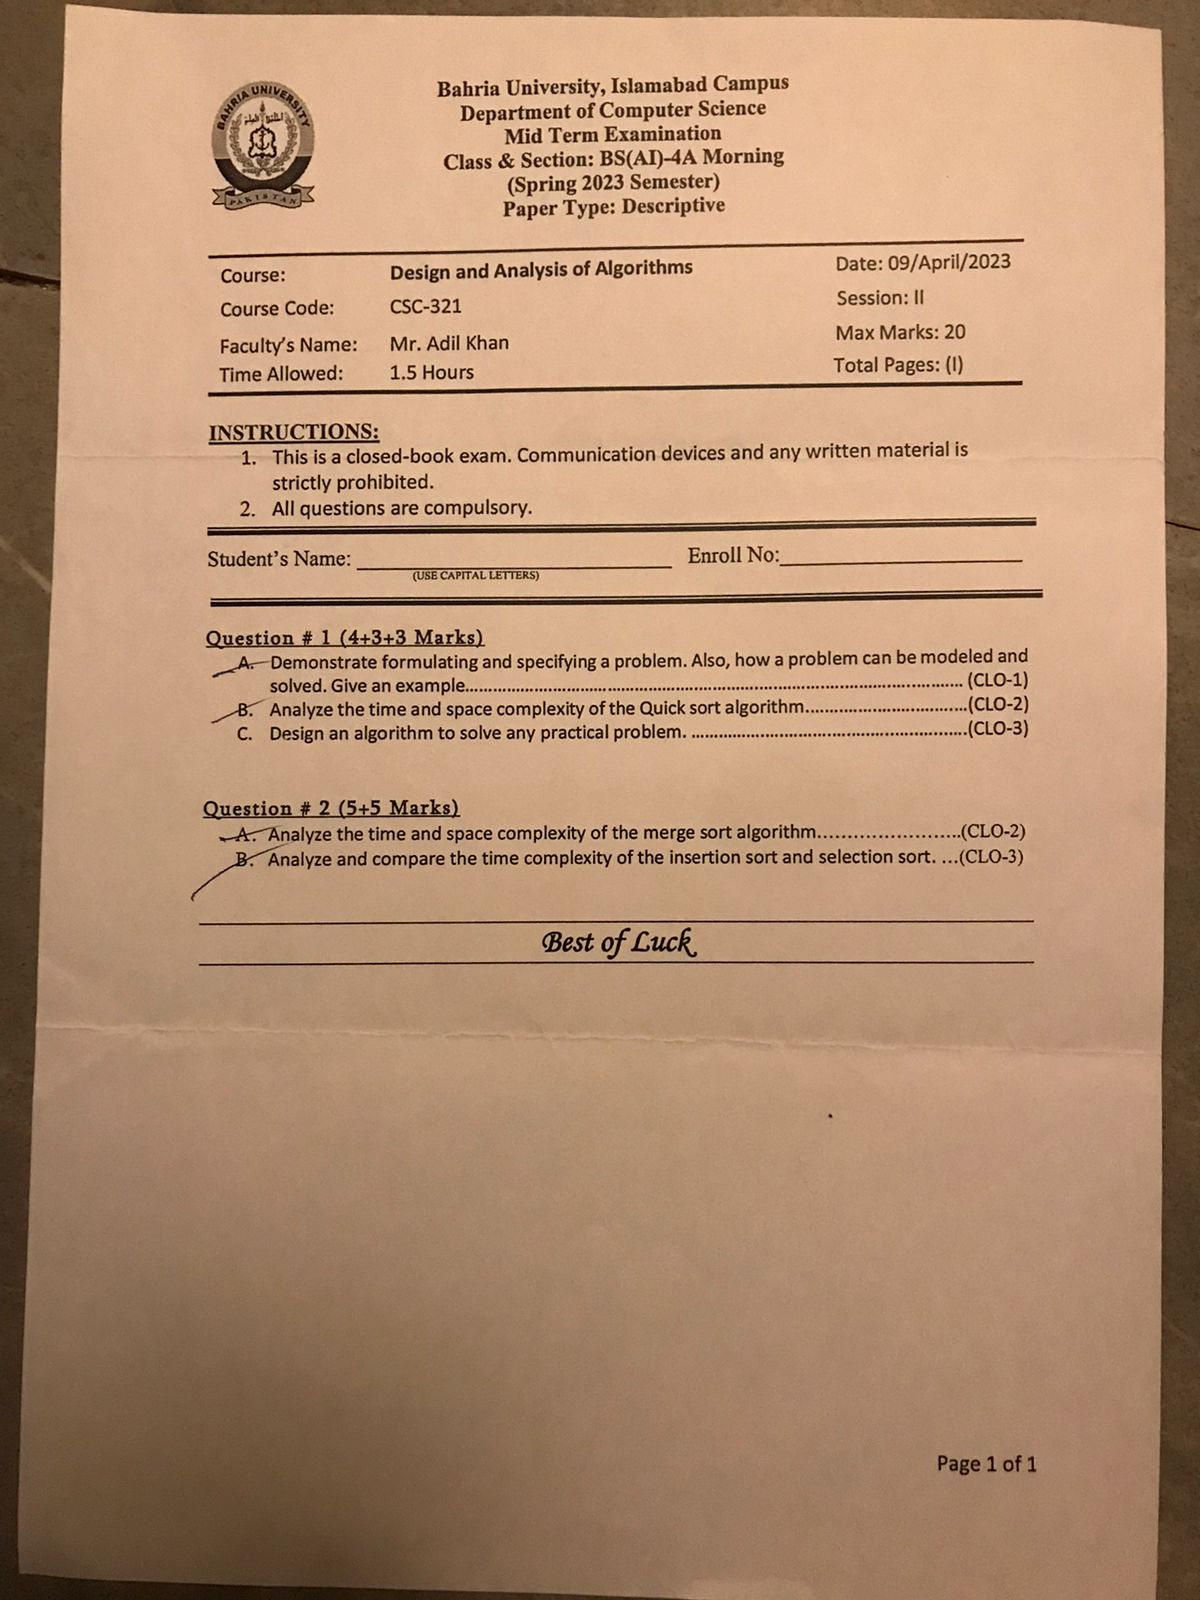 BAHRIA UNIVERSITY
PAKISTAN
Bahria University, Islamabad Campus
Department of Computer Science
Mid Term Examination
Class & Section: BS(AI)-4A Morning
(Spring 2023 Semester)
Paper Type: Descriptive
Course: Design and Analysis of Algorithms Date: 09/April/2023
Course Code: CSC-321 Session: II
Faculty's Name: Mr. Adil Khan Max Marks: 20
Time Allowed: 1.5 Hours Total Pages: (I)
INSTRUCTIONS:
1. This is a closed-book exam. Communication devices and any written material is
strictly prohibited.
2. All questions are compulsory.
Student's Name: ____________________ Enroll No:____________________
(USE CAPITAL LETTERS)
Question # 1 (4+3+3 Marks)
A. Demonstrate formulating and specifying a problem. Also, how a problem can be modeled and
solved. Give an example.......................................................... (CLO-1)
B. Analyze the time and space complexity of the Quick sort algorithm..............................(CLO-2)
C. Design an algorithm to solve any practical problem. ..................................................(CLO-3)
Question # 2 (5+5 Marks)
A. Analyze the time and space complexity of the merge sort algorithm.......................(CLO-2)
B. Analyze and compare the time complexity of the insertion sort and selection sort. ...(CLO-3)
Best of Luck
Page 1 of 1